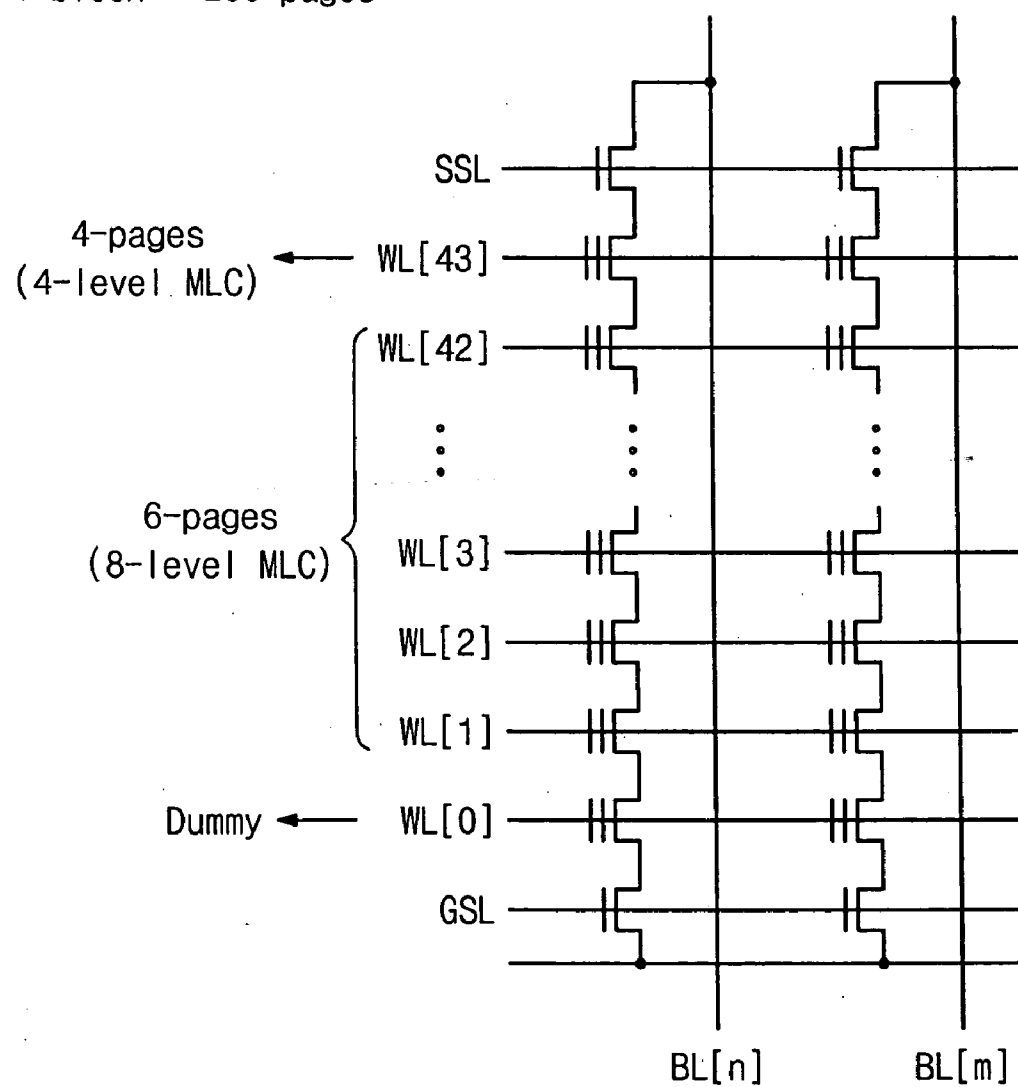 pages
SSL
4-pages
(4-level MLC)
WL[43]
WL[42]
6-pages
(8-level MLC)
WL[3]
WL[2]
WL[1]
Dummy
WL[0]
GSL
BL[n]
BL[m]